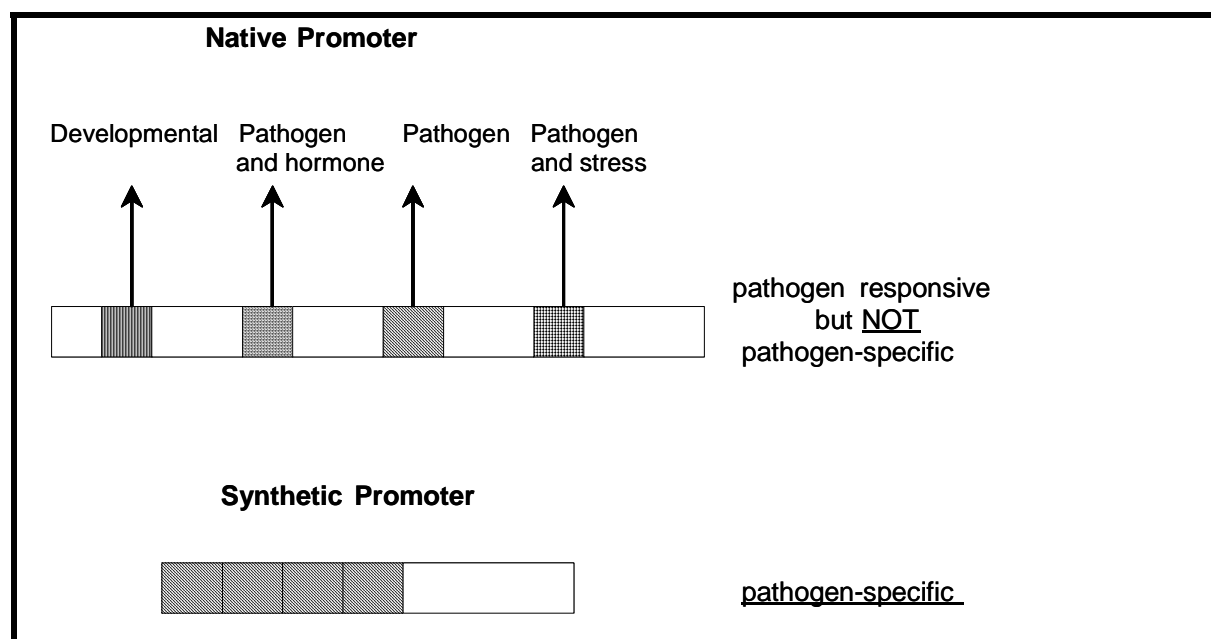 Native Promoter
Developmental Pathogen Pathogen Pathogen
and hormone and stress
pathogen responsive
but NOT
pathogen-specific
Synthetic Promoter
pathogen-specific